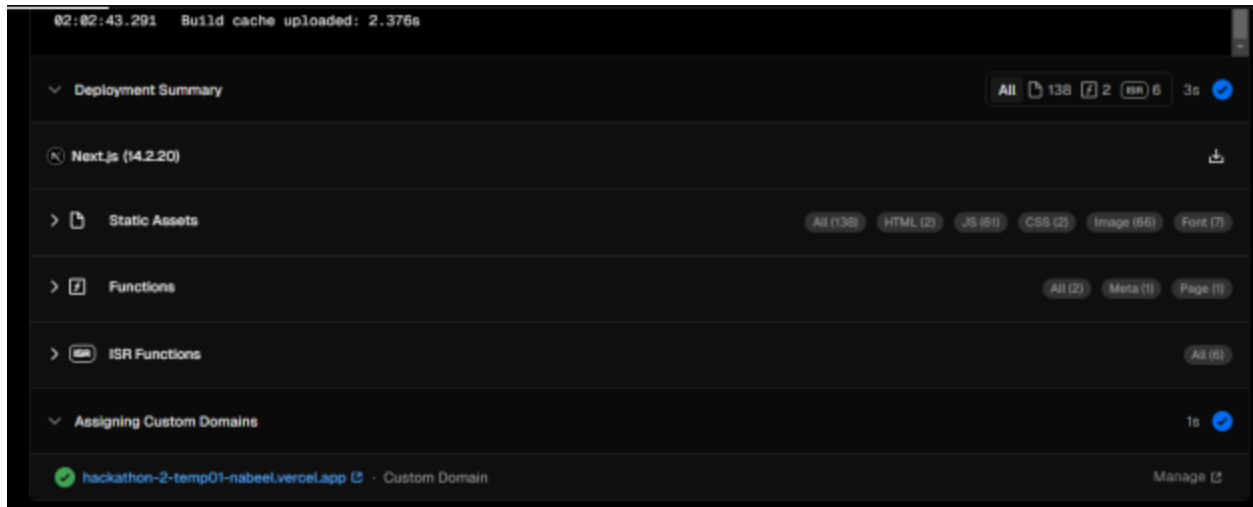 02:02:43.291 Build cache uploaded: 2.376s
Deployment Summary All 138 2 ISR 6 3s
Next.js (14.2.20)
Static Assets All (138) HTML (2) JS (61) CSS (2) Image (66) Font (7)
Functions All (2) Meta (1) Page (1)
ISR ISR Functions All (6)
Assigning Custom Domains 1s
hackathon-2-temp01-nabeel.vercel.app · Custom Domain Manage